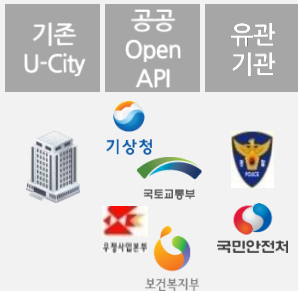 기존
U-City
공공
Open
API
유관
기관
기상청
국토교통부
POLICE
우정사업본부
국민안전처
보건복지부